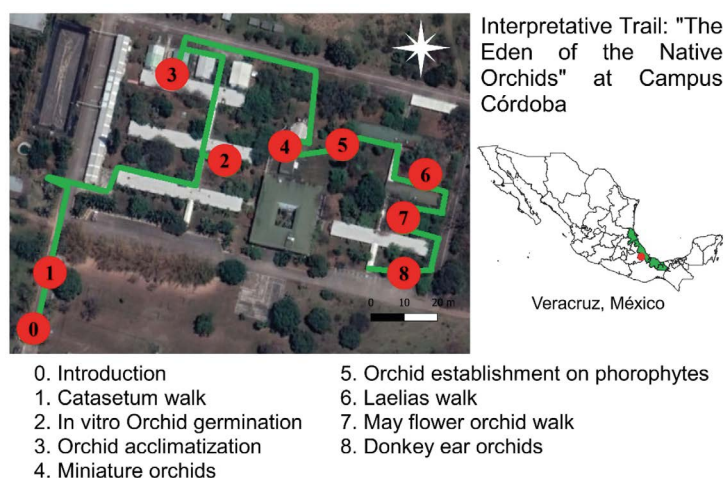 Interpretative Trail: "The
Eden of the Native
Orchids" at Campus
Córdoba
3
2
4
5
6
7
8
1
0
0 10 20 m
Veracruz, México
0. Introduction
1. Catasetum walk
2. In vitro Orchid germination
3. Orchid acclimatization
4. Miniature orchids
5. Orchid establishment on phorophytes
6. Laelias walk
7. May flower orchid walk
8. Donkey ear orchids